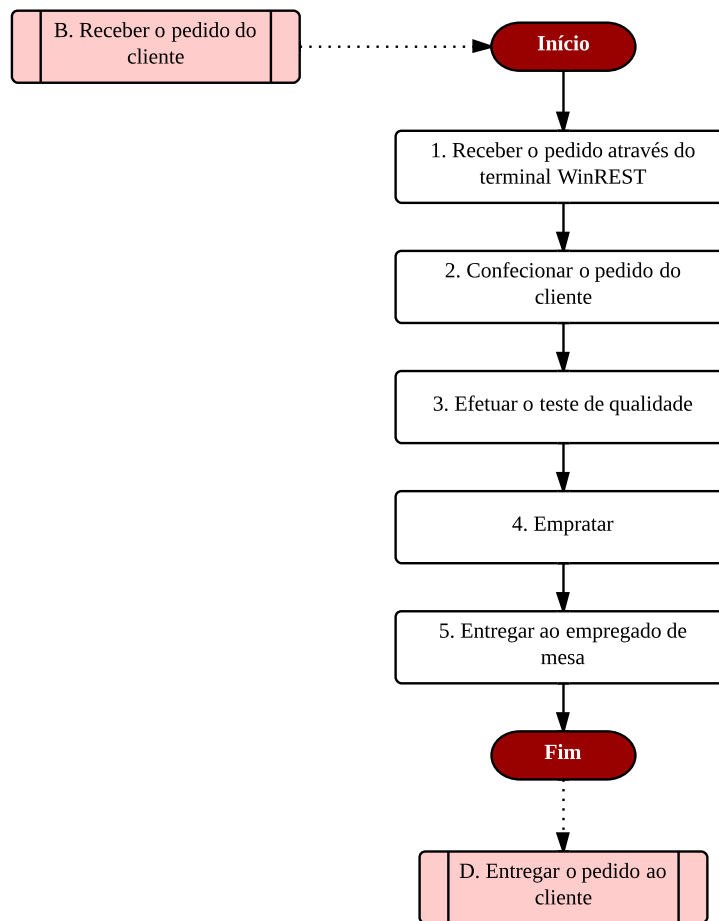 B. Receber o pedido do
cliente
Início
1. Receber o pedido através do
terminal WinREST
2. Confecionar o pedido do
cliente
3. Efetuar o teste de qualidade
4. Empratar
5. Entregar ao empregado de
mesa
Fim
D. Entregar o pedido ao
cliente